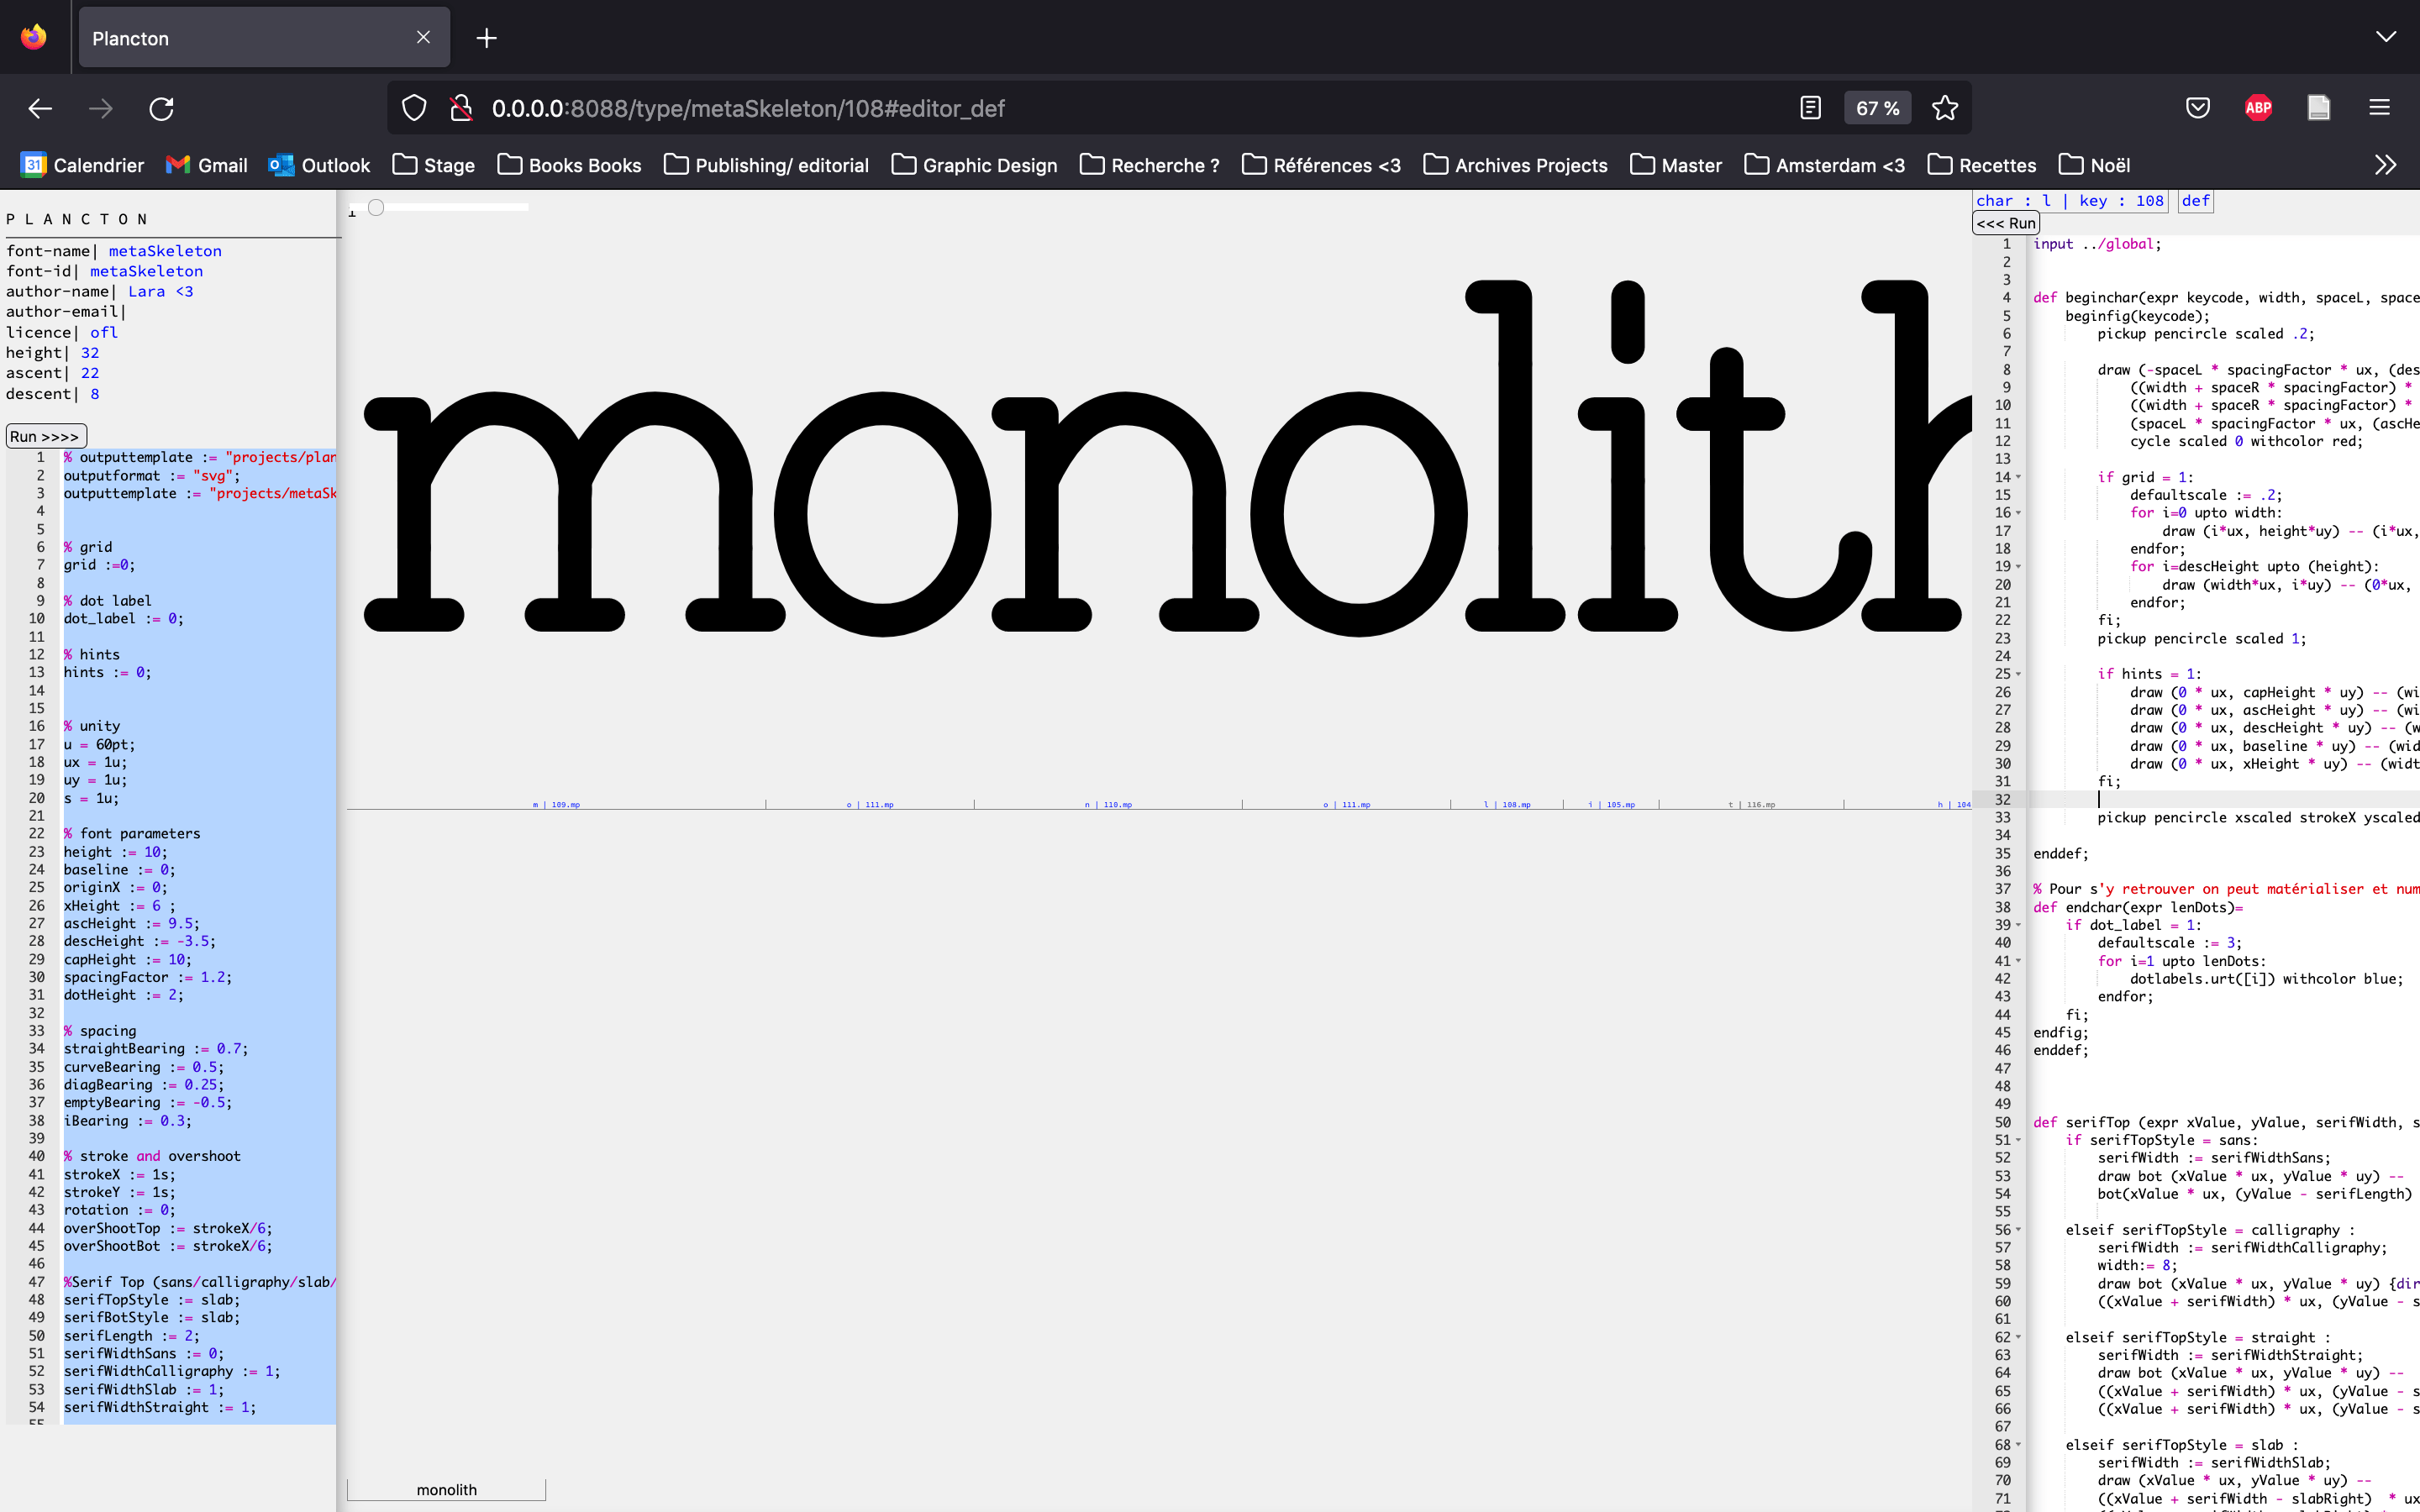 Plancton
0.0.0.0:8088/type/metaSkeleton/108#editor_def
67 %
ABP
31 Calendrier
Gmail
Outlook
Stage
Books Books
Publishing/ editorial
Graphic Design
Recherche ?
Références <3
Archives Projects
Master
Amsterdam <3
Recettes
Noël
P L A N C T O N
font-name| metaSkeleton
font-id| metaSkeleton
author-name| Lara <3
author-email|
licence| ofl
height| 32
ascent| 22
descent| 8
Run >>>>
1 % outputtemplate := "projects/plan
2 outputformat := "svg";
3 outputtemplate := "projects/metaSk
4
5
6 % grid
7 grid :=0;
8
9 % dot label
10 dot_label := 0;
11
12 % hints
13 hints := 0;
14
15
16 % unity
17 u = 60pt;
18 ux = 1u;
19 uy = 1u;
20 s = 1u;
21
22 % font parameters
23 height := 10;
24 baseline := 0;
25 originX := 0;
26 xHeight := 6 ;
27 ascHeight := 9.5;
28 descHeight := -3.5;
29 capHeight := 10;
30 spacingFactor := 1.2;
31 dotHeight := 2;
32
33 % spacing
34 straightBearing := 0.7;
35 curveBearing := 0.5;
36 diagBearing := 0.25;
37 emptyBearing := -0.5;
38 iBearing := 0.3;
39
40 % stroke and overshoot
41 strokeX := 1s;
42 strokeY := 1s;
43 rotation := 0;
44 overShootTop := strokeX/6;
45 overShootBot := strokeX/6;
46
47 %Serif Top (sans/calligraphy/slab/
48 serifTopStyle := slab;
49 serifBotStyle := slab;
50 serifLength := 2;
51 serifWidthSans := 0;
52 serifWidthCalligraphy := 1;
53 serifWidthSlab := 1;
54 serifWidthStraight := 1;
55
monolith
m | 109.mp
o | 111.mp
n | 110.mp
o | 111.mp
l | 108.mp
i | 105.mp
t | 116.mp
h | 104
monolith
char : l | key : 108
def
<<< Run
1 input ../global;
2
3
4 def beginchar(expr keycode, width, spaceL, space
5 beginfig(keycode);
6 pickup pencircle scaled .2;
7
8 draw (-spaceL * spacingFactor * ux, (des
9 ((width + spaceR * spacingFactor) *
10 ((width + spaceR * spacingFactor) *
11 (spaceL * spacingFactor * ux, (ascHe
12 cycle scaled 0 withcolor red;
13
14 if grid = 1:
15 defaultscale := .2;
16 for i=0 upto width:
17 draw (i*ux, height*uy) -- (i*ux,
18 endfor;
19 for i=descHeight upto (height):
20 draw (width*ux, i*uy) -- (0*ux,
21 endfor;
22 fi;
23 pickup pencircle scaled 1;
24
25 if hints = 1:
26 draw (0 * ux, capHeight * uy) -- (wi
27 draw (0 * ux, ascHeight * uy) -- (wi
28 draw (0 * ux, descHeight * uy) -- (w
29 draw (0 * ux, baseline * uy) -- (wid
30 draw (0 * ux, xHeight * uy) -- (widt
31 fi;
32
33 pickup pencircle xscaled strokeX yscaled
34
35 enddef;
36
37 % Pour s'y retrouver on peut matérialiser et num
38 def endchar(expr lenDots)=
39 if dot_label = 1:
40 defaultscale := 3;
41 for i=1 upto lenDots:
42 dotlabels.urt([i]) withcolor blue;
43 endfor;
44 fi;
45 endfig;
46 enddef;
47
48
49
50 def serifTop (expr xValue, yValue, serifWidth, s
51 if serifTopStyle = sans:
52 serifWidth := serifWidthSans;
53 draw bot (xValue * ux, yValue * uy) --
54 bot(xValue * ux, (yValue - serifLength)
55
56 elseif serifTopStyle = calligraphy :
57 serifWidth := serifWidthCalligraphy;
58 width:= 8;
59 draw bot (xValue * ux, yValue * uy) {dir
60 ((xValue + serifWidth) * ux, (yValue - s
61
62 elseif serifTopStyle = straight :
63 serifWidth := serifWidthStraight;
64 draw bot (xValue * ux, yValue * uy) --
65 ((xValue + serifWidth) * ux, (yValue - s
66 ((xValue + serifWidth) * ux, (yValue - s
67
68 elseif serifTopStyle = slab :
69 serifWidth := serifWidthSlab;
70 draw (xValue * ux, yValue * uy) --
71 ((xValue + serifWidth - slabRight) * ux